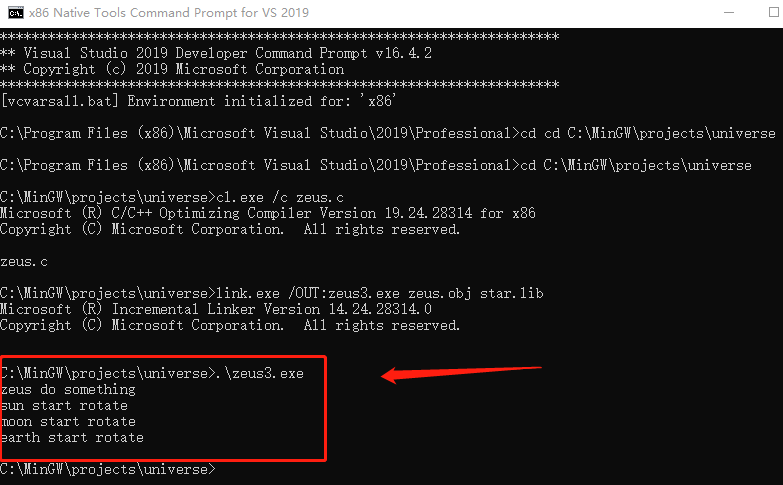 x86 Native Tools Command Prompt for VS 2019
**********************************************************************
** Visual Studio 2019 Developer Command Prompt v16.4.2
** Copyright (c) 2019 Microsoft Corporation
**********************************************************************
[vcvarsall.bat] Environment initialized for: 'x86'
C:\Program Files (x86)\Microsoft Visual Studio\2019\Professional>cd cd C:\MinGW\projects\universe
C:\Program Files (x86)\Microsoft Visual Studio\2019\Professional>cd C:\MinGW\projects\universe
C:\MinGW\projects\universe>cl.exe /c zeus.c
Microsoft (R) C/C++ Optimizing Compiler Version 19.24.28314 for x86
Copyright (C) Microsoft Corporation.  All rights reserved.
zeus.c
C:\MinGW\projects\universe>link.exe /OUT:zeus3.exe zeus.obj star.lib
Microsoft (R) Incremental Linker Version 14.24.28314.0
Copyright (C) Microsoft Corporation.  All rights reserved.
C:\MinGW\projects\universe>.\zeus3.exe
zeus do something
sun start rotate
moon start rotate
earth start rotate
C:\MinGW\projects\universe>